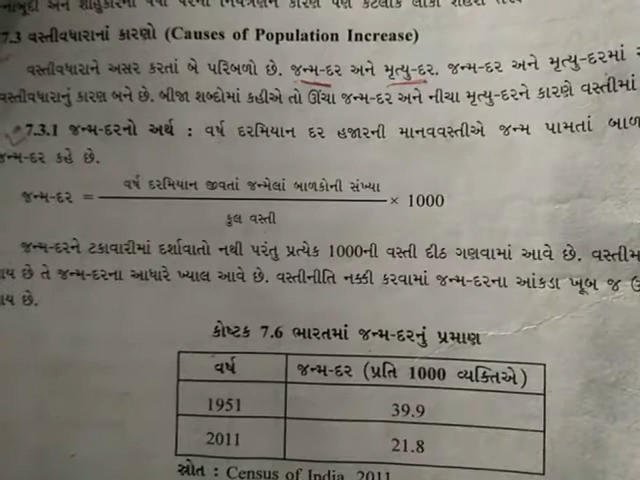 અને શાહુકારોમાં
7.3 વસ્તીવધારાનાં કારણો (Causes of Population Increase)
વસ્તીવધારાને અસર કરતાં બે પરિબળો છે. જન્મ-દર અને મૃત્યુ-દર. જન્મ-દર અને મૃત્યુ-દરમાં
વસ્તીવધારાનું કારણ બને છે. બીજા શબ્દોમાં કહીએ તો ઊંચા જન્મ-દર અને નીચા મૃત્યુ-દરને કારણે વસ્તીમાં
7.3.1 જન્મ-દરનો અર્થ : વર્ષ દરમિયાન દર હજારની માનવવસ્તીએ જન્મ પામતાં
જન્મ-દર કહે છે.
જન્મ-દર = વર્ષ દરમિયાન જીવતાં જન્મેલાં બાળકોની સંખ્યા
× 1000
કુલ વસ્તી
જન્મ-દરને ટકાવારીમાં દર્શાવાતો નથી પરંતુ પ્રત્યેક 1000ની વસ્તી દીઠ ગણવામાં આવે છે.
છે તે જન્મ-દરના આધારે ખ્યાલ આવે છે. વસ્તીનીતિ નક્કી કરવામાં જન્મ-દરના આંકડા ખૂબ જ
છે.
કોષ્ટક 7.6 ભારતમાં જન્મ-દરનું પ્રમાણ
વર્ષ જન્મ-દર (પ્રતિ 1000 વ્યક્તિએ)
1951 39.9
2011 21.8
સ્રોત : Census of India, 2011